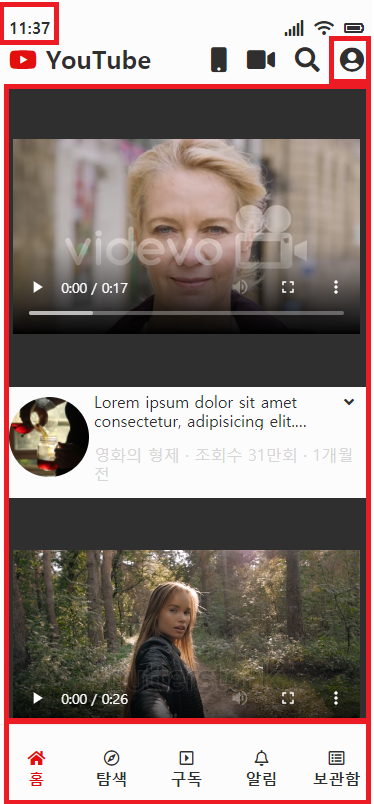 11:37
YouTube
videvo
0:00 / 0:17
Lorem ipsum dolor sit amet
consectetur, adipisicing elit....
영화의 형제 · 조회수 31만회 · 1개월
전
0:00 / 0:26
홈 탐색 구독 알림 보관함